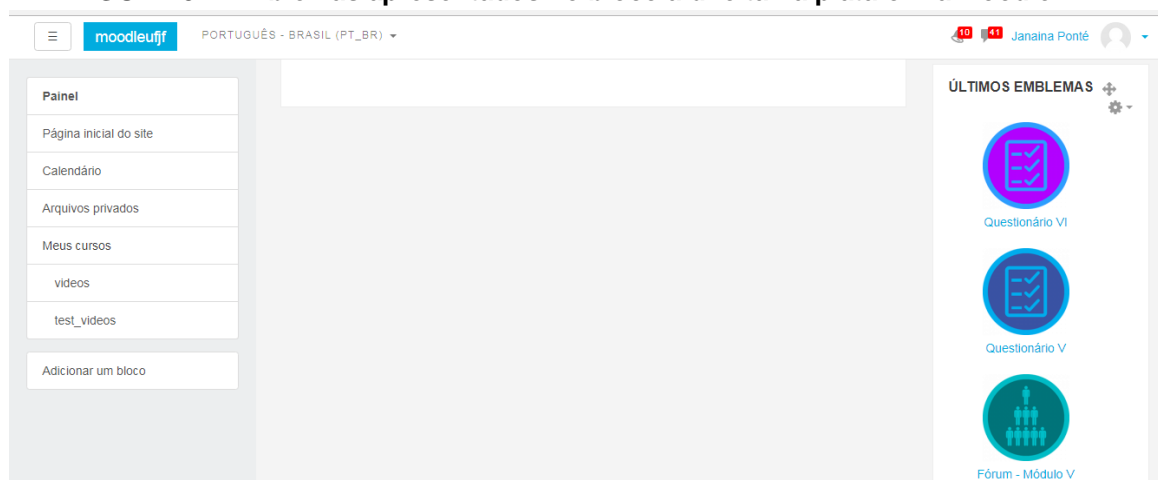 moodleufjf
PORTUGUÊS - BRASIL (PT_BR)
10
41
Janaina Ponté
Painel
Página inicial do site
Calendário
Arquivos privados
Meus cursos
videos
test_videos
Adicionar um bloco
ÚLTIMOS EMBLEMAS
Questionário VI
Questionário V
Fórum - Módulo V